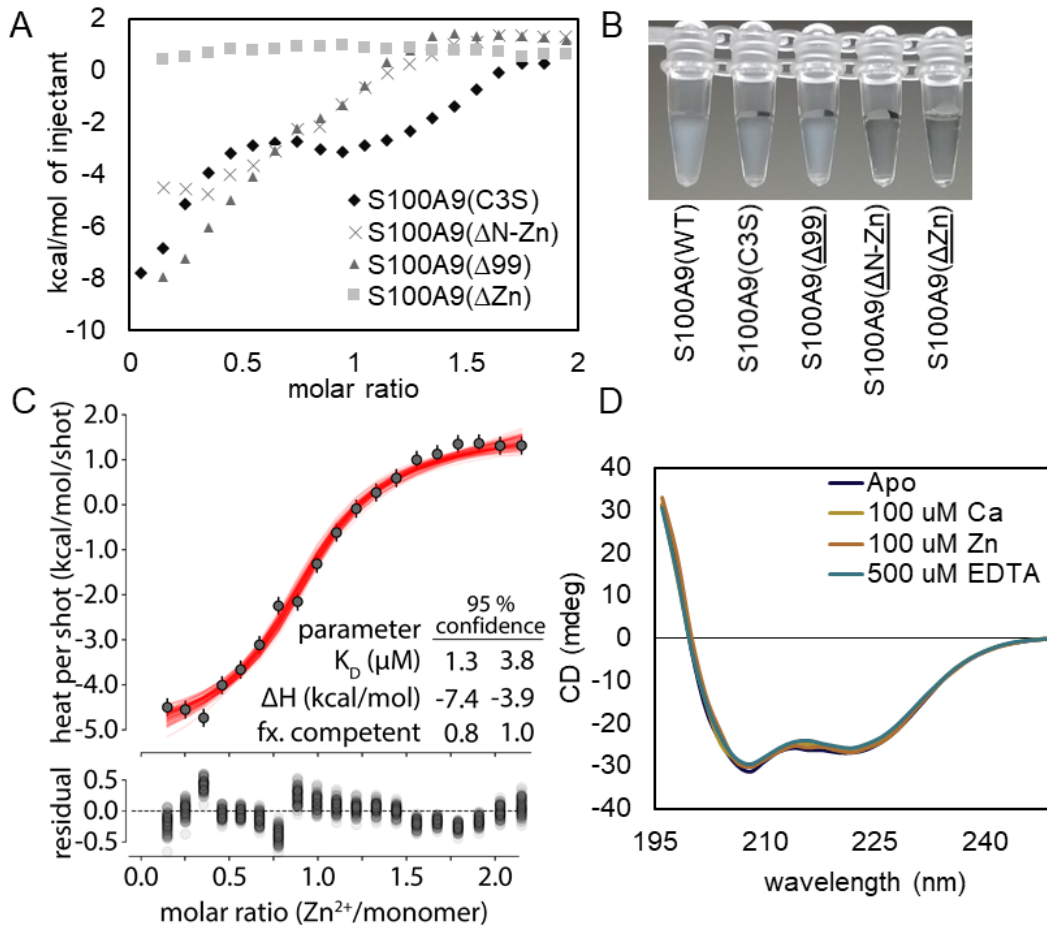 A
kcal/mol of injectant
2
0
-2
-4
-6
-8
-10
S100A9(C3S)
S100A9(ΔN-Zn)
S100A9(Δ99)
S100A9(ΔZn)
0 0.5 1 1.5 2
molar ratio
B
S100A9(WT)
S100A9(C3S)
S100A9(Δ99)
S100A9(ΔN-Zn)
S100A9(ΔZn)
C
heat per shot (kcal/mol/shot)
2.0
1.0
0.0
-1.0
-2.0
-3.0
-4.0
-5.0
95 %
parameter confidence
K_D (μM) 1.3 3.8
ΔH (kcal/mol) -7.4 -3.9
fx. competent 0.8 1.0
residual
0.5
0.0
-0.5
0.0 0.5 1.0 1.5 2.0
molar ratio (Zn²⁺/monomer)
D
CD (mdeg)
40
30
20
10
0
-10
-20
-30
-40
Apo
100 uM Ca
100 uM Zn
500 uM EDTA
195 210 225 240
wavelength (nm)